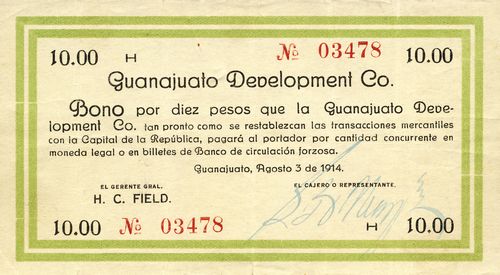 10.00 H № 03478 10.00
Guanajuato Development Co.
Bono por diez pesos que la Guanajuato Deve-
lopment Co. tan pronto como se restablezcan las transacciones mercantiles
con la Capital de la República, pagará al portador por cantidad concurrente en
moneda legal o en billetes de Banco de circulación forzosa.
Guanajuato, Agosto 3 de 1914.
EL GERENTE GRAL. EL CAJERO O REPRESENTANTE.
H. C. FIELD.
10.00 № 03478 H 10.00